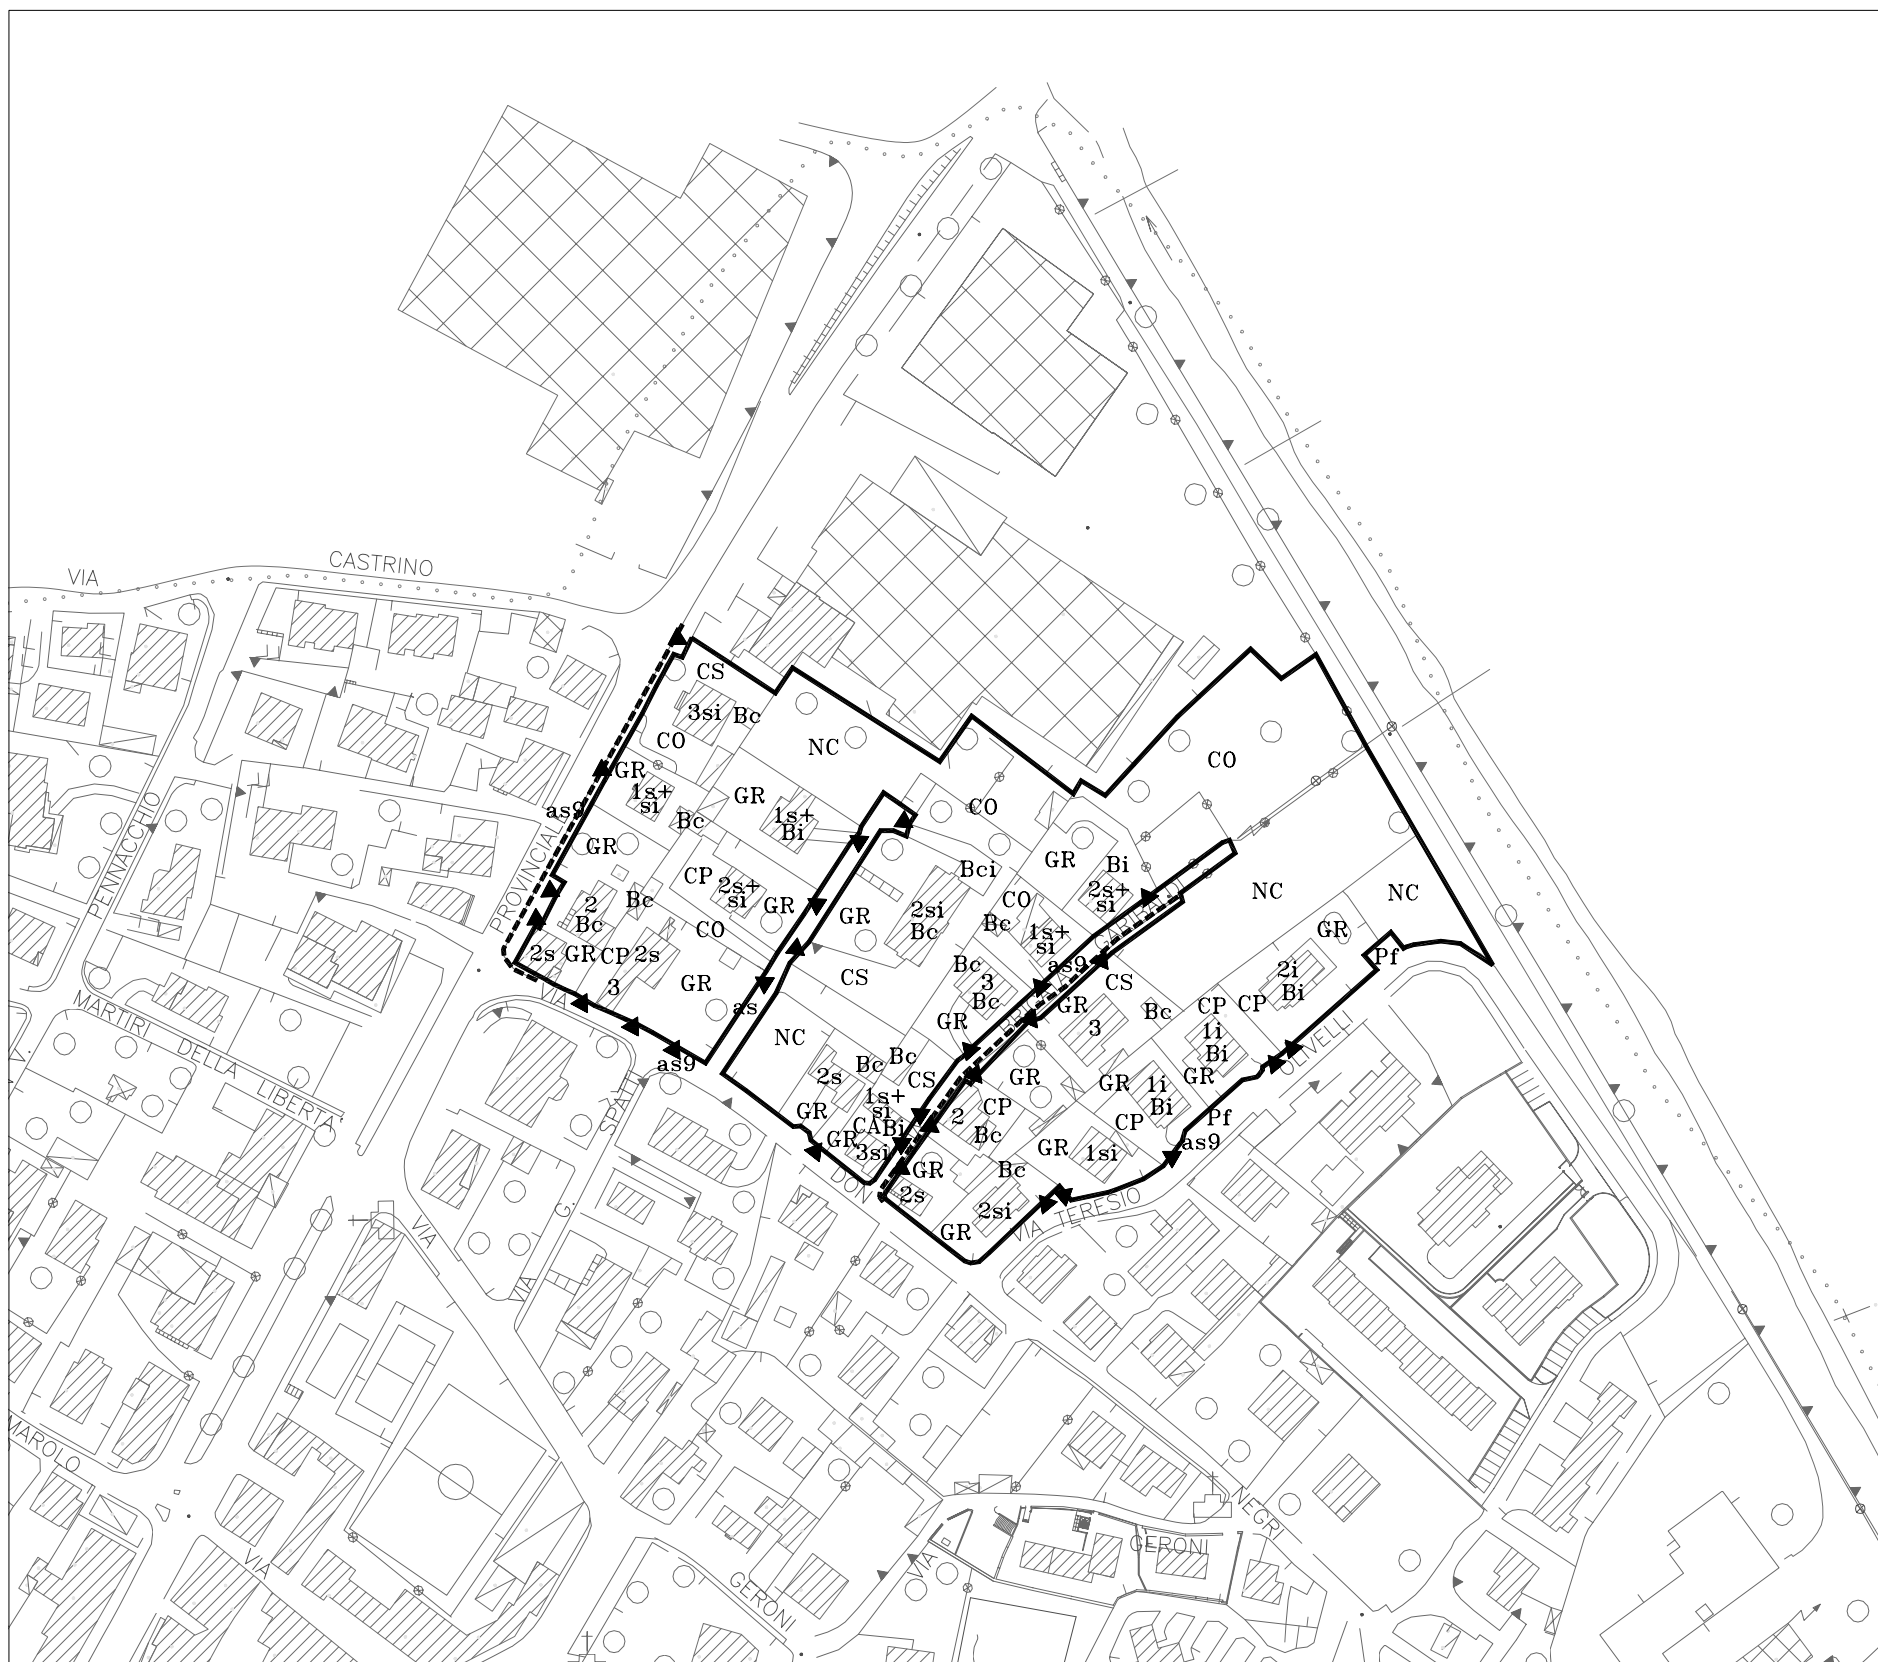 VIA
CASTRINO
CS
3si
Bc
CO
NC
CO
GR
1s+
si
GR
1s+
Bi
as9
Bc
CO
GR
GR
Bi
Bci
CP
2s+
si
2s+
si
NC
NC
PENNACCHIO
PROVINCIALE
2
Bc
Bc
GR
GR
2si
Bc
CO
Bc
1s+
si
GARIBALDI
GR
CO
2s
GR
CP
2s
3
GR
CS
Bc
3
Bc
as9
CS
Pf
2i
Bi
VIA
as
GR
GR
3
Bc
CP
CP
MARTIRI
DELLA
LIBERTA'
NC
as9
2s
Bc
Bc
CS
GR
1i
Bi
GR
OLIVELLI
SPALTI
GR
1s+
si
CA
Bi
GR
3si
2
CP
Bc
GR
1i
Bi
CP
Pf
as9
GR
1si
DON
GR
2s
Bc
2si
GR
VIA
TERESIO
VIA
G.
VIA
MAROLO
VIA
NEGRI
VIA
GERONI
GERONI